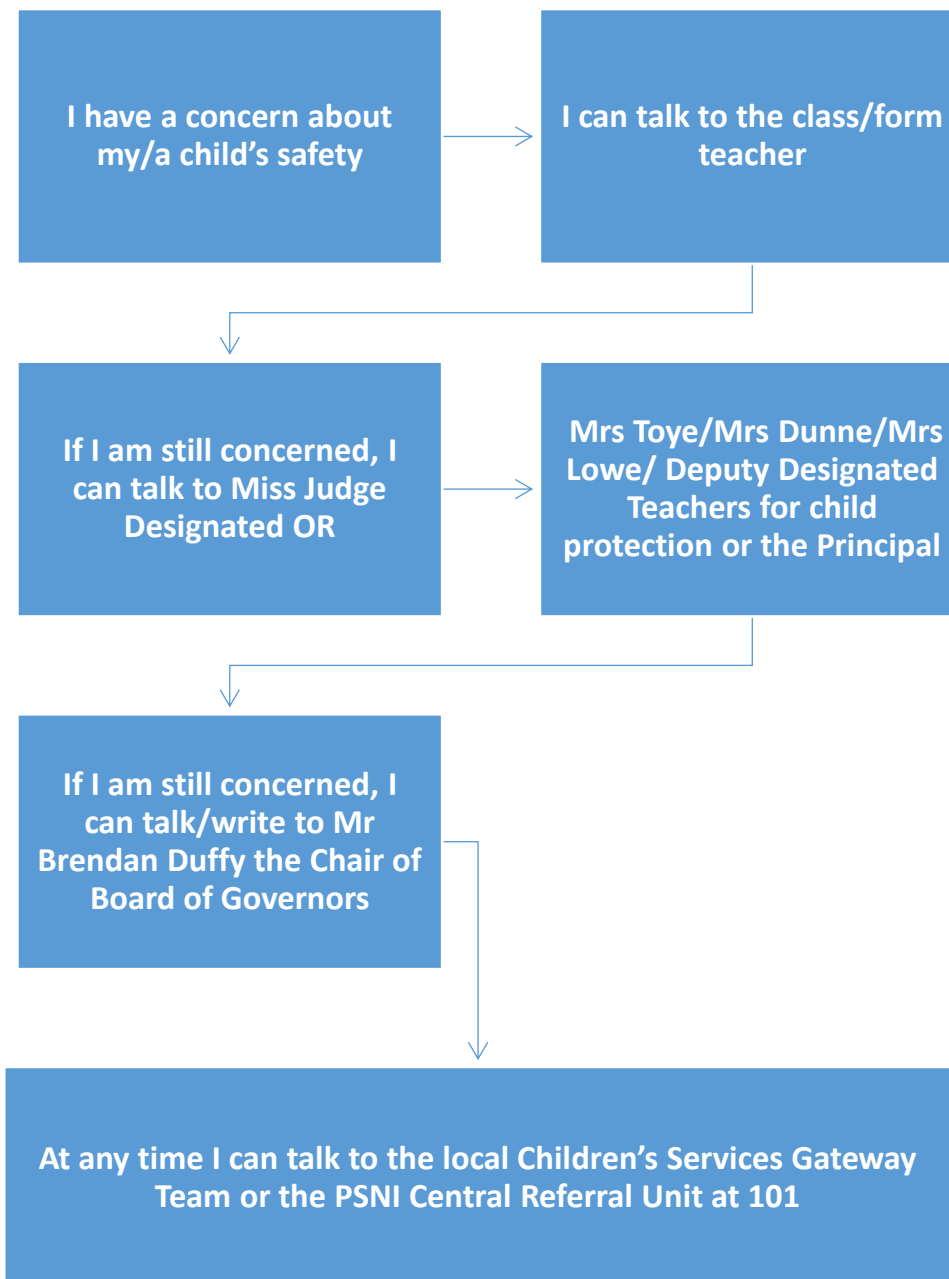 I have a concern about
my/a child's safety
I can talk to the class/form
teacher
If I am still concerned, I
can talk to Miss Judge
Designated OR
Mrs Toye/Mrs Dunne/Mrs
Lowe/ Deputy Designated
Teachers for child
protection or the Principal
If I am still concerned, I
can talk/write to Mr
Brendan Duffy the Chair of
Board of Governors
At any time I can talk to the local Children's Services Gateway
Team or the PSNI Central Referral Unit at 101